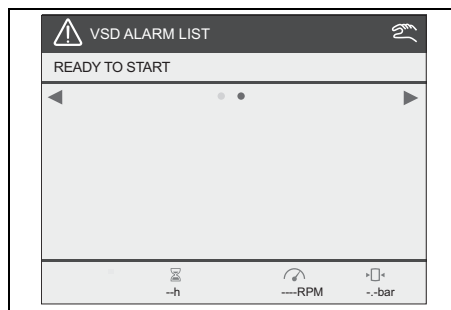 VSD ALARM LIST
READY TO START
--h
----RPM
-.-bar